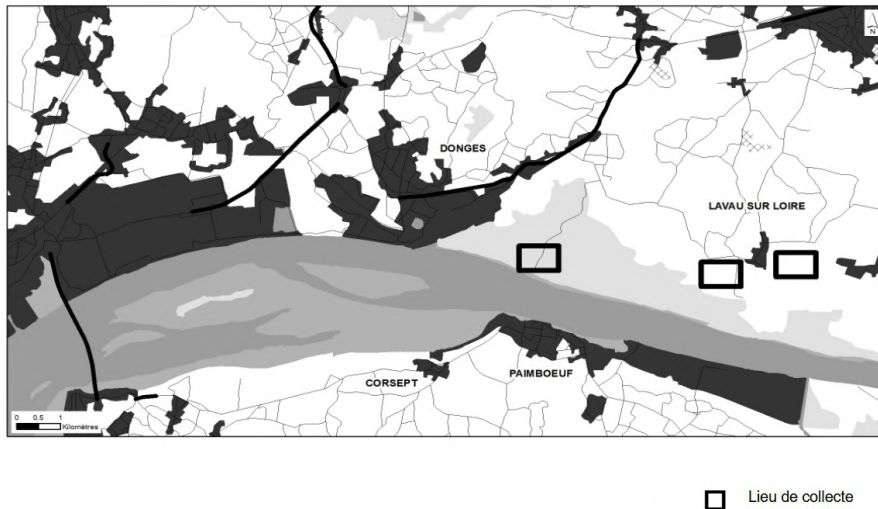 N
DONGES
LAVAU SUR LOIRE
CORSEPT
PAIMBOEUF
0 0.5 1
Kilomètres
Lieu de collecte